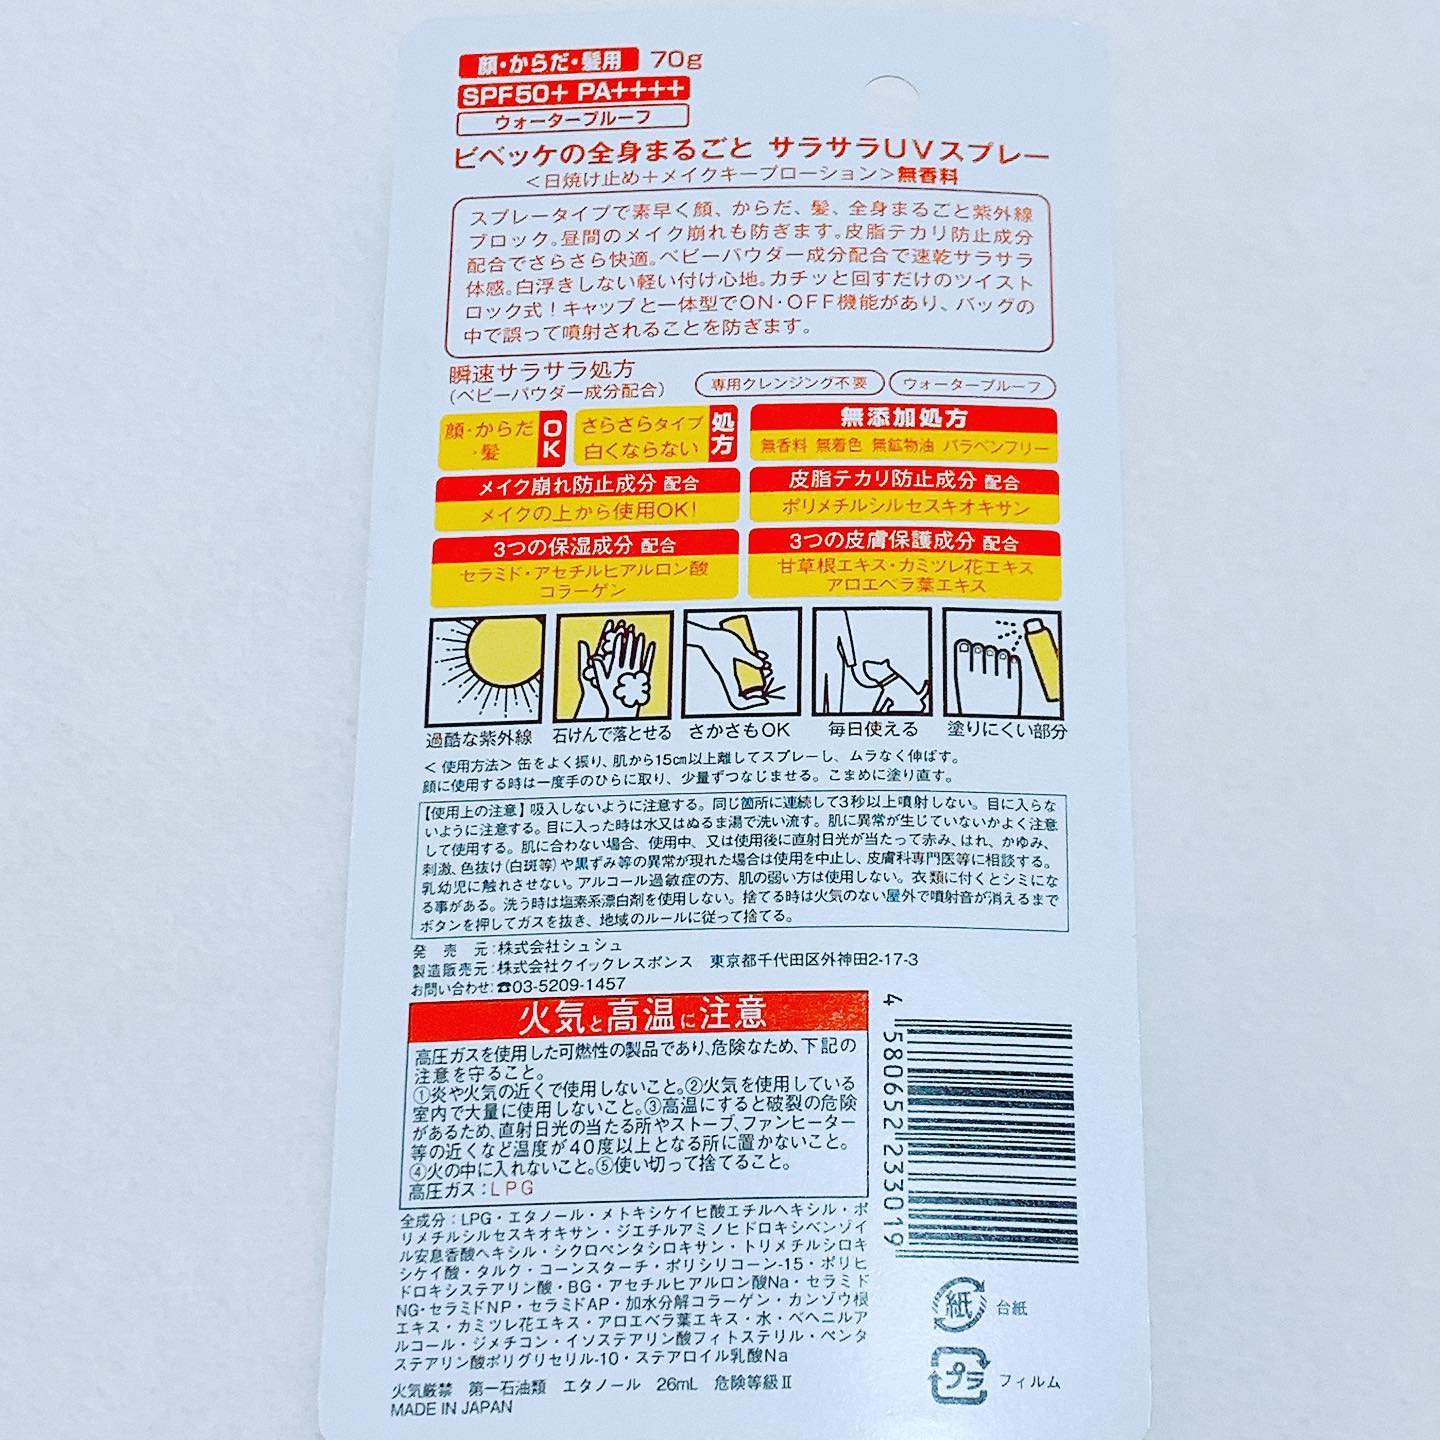 顔・からだ・髪用 70g
SPF50+ PA++++
ウォータープルーフ
ビベッケの全身まるごと サラサラUVスプレー
<日焼け止め+メイクキープローション>無香料
スプレータイプで素早く顔、からだ、髪、全身まるごと紫外線
ブロック。昼間のメイク崩れも防ぎます。皮脂テカリ防止成分
配合でさらさら快適。ベビーパウダー成分配合で速乾サラサラ
体感。白浮きしない軽い付け心地。カチッと回すだけのツイスト
ロック式!キャップと一体型でON・OFF機能があり、バッグの
中で誤って噴射されることを防ぎます。
瞬速サラサラ処方
(ベビーパウダー成分配合)
専用クレンジング不要 ウォータープルーフ
顔・からだ
・髪
OK
さらさらタイプ
白くならない
処方
無添加処方
無香料 無着色 無鉱物油 パラベンフリー
メイク崩れ防止成分 配合
メイクの上から使用OK!
皮脂テカリ防止成分 配合
ポリメチルシルセスキオキサン
3つの保湿成分 配合
セラミド・アセチルヒアルロン酸
コラーゲン
3つの皮膚保護成分 配合
甘草根エキス・カミツレ花エキス
アロエベラ葉エキス
過酷な紫外線 石けんで落とせる さかさもOK 毎日使える 塗りにくい部分
<使用方法>缶をよく振り、肌から15cm以上離してスプレーし、ムラなく伸ばす。
顔に使用する時は一度手のひらに取り、少量ずつなじませる。こまめに塗り直す。
【使用上の注意】吸入しないように注意する。同じ箇所に連続して3秒以上噴射しない。目に入らな
いように注意する。目に入った時は水又はぬるま湯で洗い流す。肌に異常が生じていないかよく注意
して使用する。肌に合わない場合、使用中、又は使用後に直射日光が当たって赤み、はれ、かゆみ、
刺激、色抜け(白斑等)や黒ずみ等の異常が現れた場合は使用を中止し、皮膚科専門医等に相談する。
乳幼児に触れさせない。アルコール過敏症の方、肌の弱い方は使用しない。衣類に付くとシミにな
る事がある。洗う時は塩素系漂白剤を使用しない。捨てる時は火気のない屋外で噴射音が消えるまで
ボタンを押してガスを抜き、地域のルールに従って捨てる。
発売元:株式会社シュシュ
製造販売元:株式会社クイックレスポンス 東京都千代田区外神田2-17-3
お問い合わせ:☎03-5209-1457
火気と高温に注意
高圧ガスを使用した可燃性の製品であり、危険なため、下記の
注意を守ること。
①炎や火気の近くで使用しないこと。②火気を使用している
室内で大量に使用しないこと。③高温にすると破裂の危険
があるため、直射日光の当たる所やストーブ、ファンヒーター
等の近くなど温度が40度以上となる所に置かないこと。
④火の中に入れないこと。⑤使い切って捨てること。
高圧ガス:LPG
4 580652 233019
全成分:LPG・エタノール・メトキシケイヒ酸エチルヘキシル・ポ
リメチルシルセスキオキサン・ジエチルアミノヒドロキシベンゾイ
ル安息香酸ヘキシル・シクロペンタシロキサン・トリメチルシロキ
シケイ酸・タルク・コーンスターチ・ポリシリコーン-15・ポリヒ
ドロキシステアリン酸・BG・アセチルヒアルロン酸Na・セラミド
NG・セラミドNP・セラミドAP・加水分解コラーゲン・カンゾウ根
エキス・カミツレ花エキス・アロエベラ葉エキス・水・ベヘニルア
ルコール・ジメチコン・イソステアリン酸フィトステリル・ペンタ
ステアリン酸ポリグリセリル-10・ステアロイル乳酸Na
火気厳禁 第一石油類 エタノール 26mL 危険等級Ⅱ
MADE IN JAPAN
紙 台紙
プラ フィルム